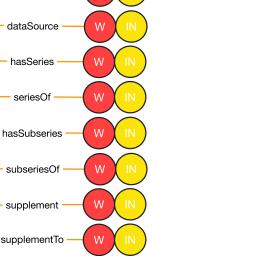 dataSource W IN
hasSeries W IN
seriesOf W IN
hasSubseries W IN
subseriesOf W IN
supplement W IN
supplementTo W IN